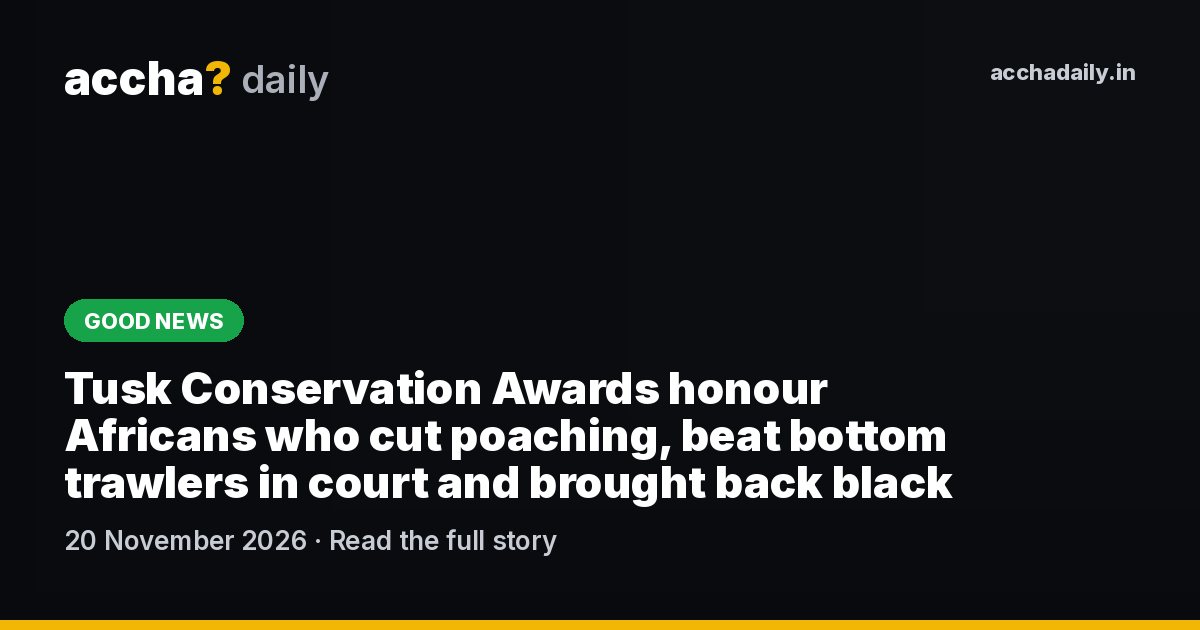 accha? daily
acchadaily.in
GOOD NEWS
Tusk Conservation Awards honour
Africans who cut poaching, beat bottom
trawlers in court and brought back black
20 November 2026 · Read the full story